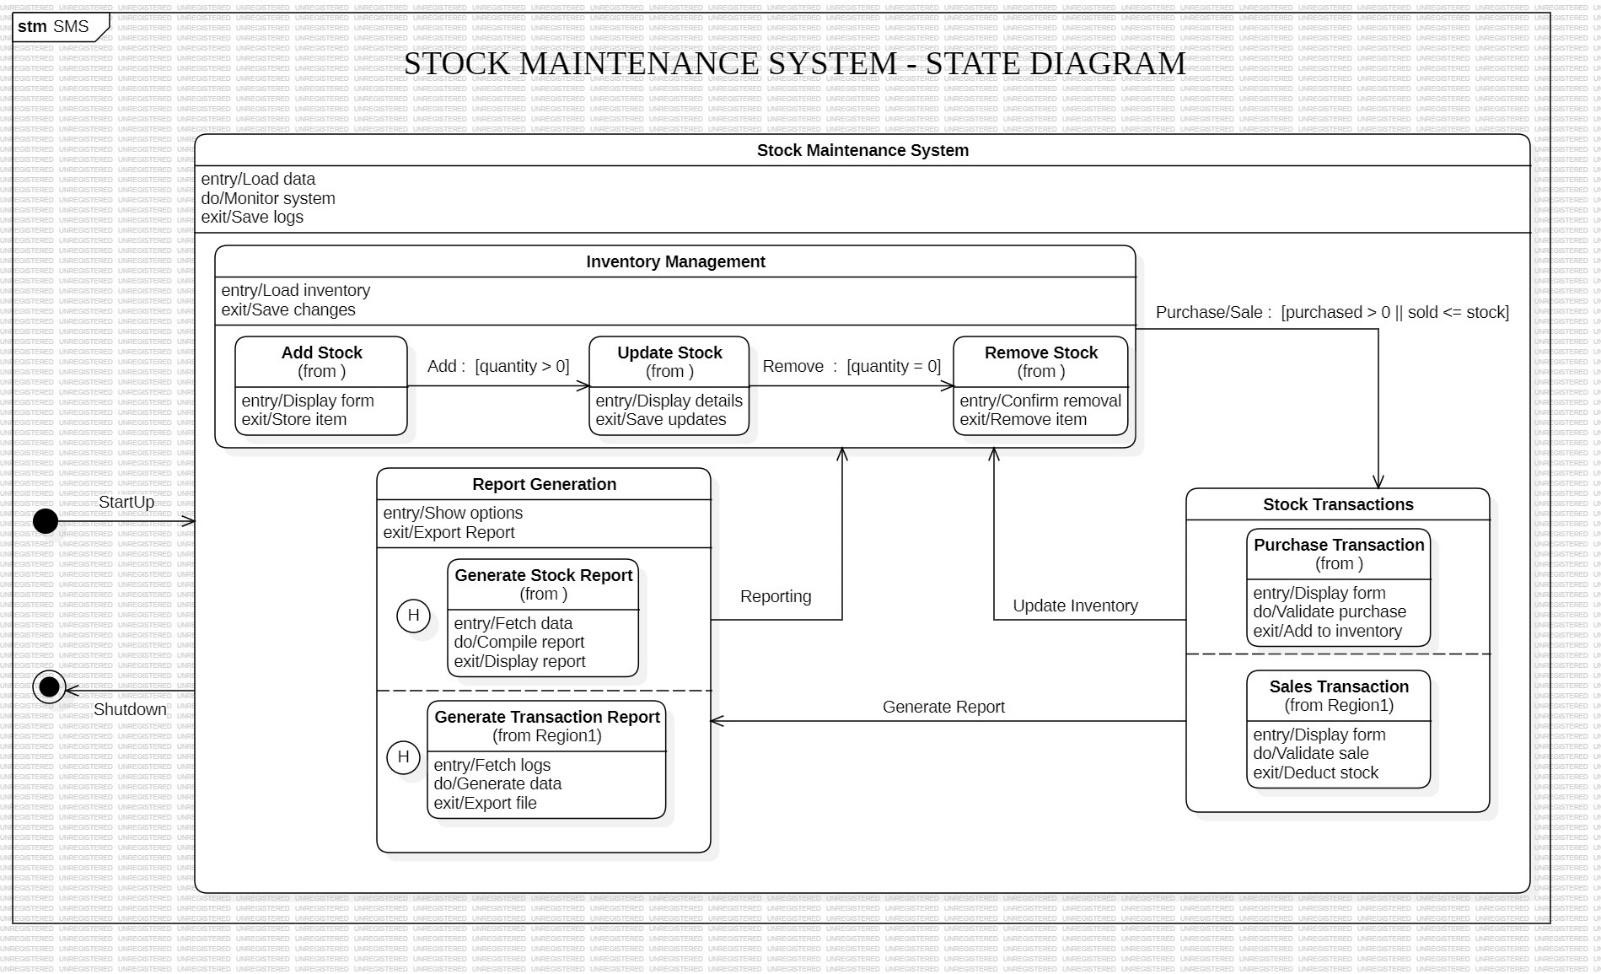 stm SMS
STOCK MAINTENANCE SYSTEM - STATE DIAGRAM
Stock Maintenance System
entry/Load data
do/Monitor system
exit/Save logs
Inventory Management
entry/Load inventory
exit/Save changes
Add Stock
(from )
entry/Display form
exit/Store item
Add : [quantity > 0]
Update Stock
(from )
entry/Display details
exit/Save updates
Remove : [quantity = 0]
Remove Stock
(from )
entry/Confirm removal
exit/Remove item
Purchase/Sale : [purchased > 0 || sold <= stock]
StartUp
Shutdown
Report Generation
entry/Show options
exit/Export Report
H
Generate Stock Report
(from )
entry/Fetch data
do/Compile report
exit/Display report
H
Generate Transaction Report
(from Region1)
entry/Fetch logs
do/Generate data
exit/Export file
Reporting
Update Inventory
Generate Report
Stock Transactions
Purchase Transaction
(from )
entry/Display form
do/Validate purchase
exit/Add to inventory
Sales Transaction
(from Region1)
entry/Display form
do/Validate sale
exit/Deduct stock
UNREGISTERED